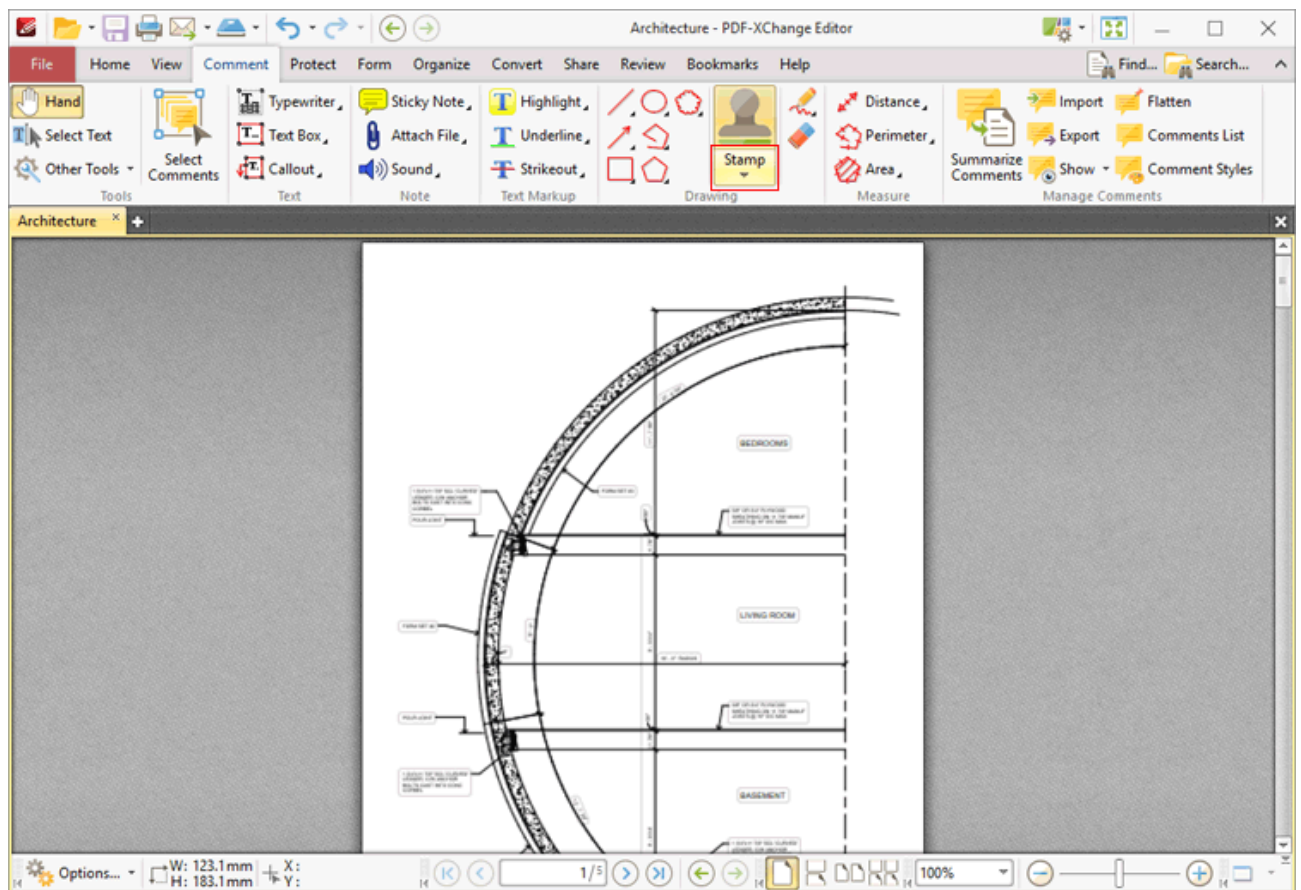 Architecture - PDF-XChange Editor
File Home View Comment Protect Form Organize Convert Share Review Bookmarks Help Find... Search...
Hand Typewriter Sticky Note Highlight Distance Import Flatten
Select Text Text Box Attach File Underline Perimeter Export Comments List
Other Tools Select Comments Callout Sound Strikeout Stamp Area Summarize Comments Show Comment Styles
Tools Text Note Text Markup Drawing Measure Manage Comments
Architecture
BEDROOMS
LIVING ROOM
BASEMENT
Options... W: 123.1mm X:
H: 183.1mm Y:
1/5
100%